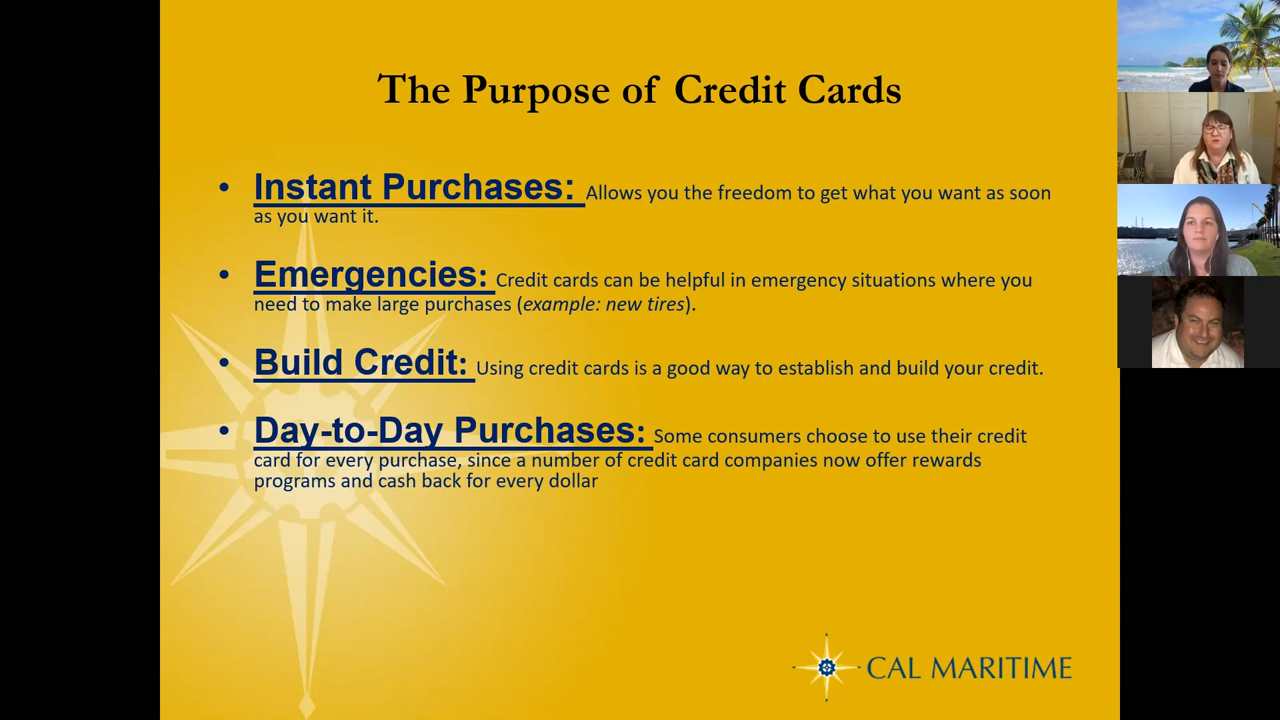 The Purpose of Credit Cards
• Instant Purchases: Allows you the freedom to get what you want as soon
as you want it.
• Emergencies: Credit cards can be helpful in emergency situations where you
need to make large purchases (example: new tires).
• Build Credit: Using credit cards is a good way to establish and build your credit.
• Day-to-Day Purchases: Some consumers choose to use their credit
card for every purchase, since a number of credit card companies now offer rewards
programs and cash back for every dollar
CAL MARITIME